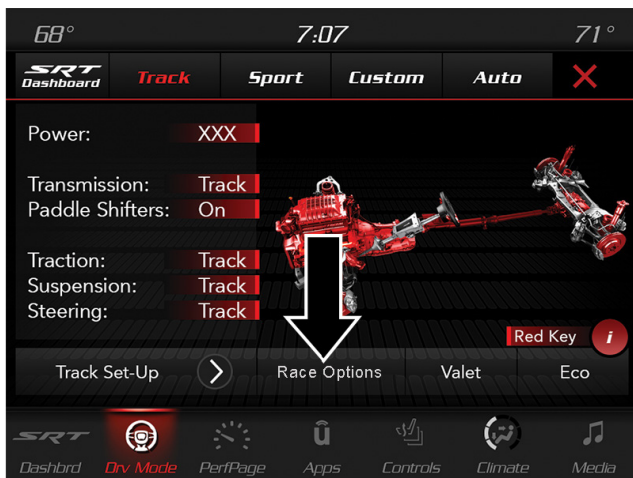 68° 7:07 71°
SRT Dashboard Track Sport Custom Auto X
Power: XXX
Transmission: Track
Paddle Shifters: On
Traction: Track
Suspension: Track
Steering: Track
Red Key i
Track Set-Up > Race Options Valet Eco
SRT û
Dashbrd Drv Mode PerfPage Apps Controls Climate Media